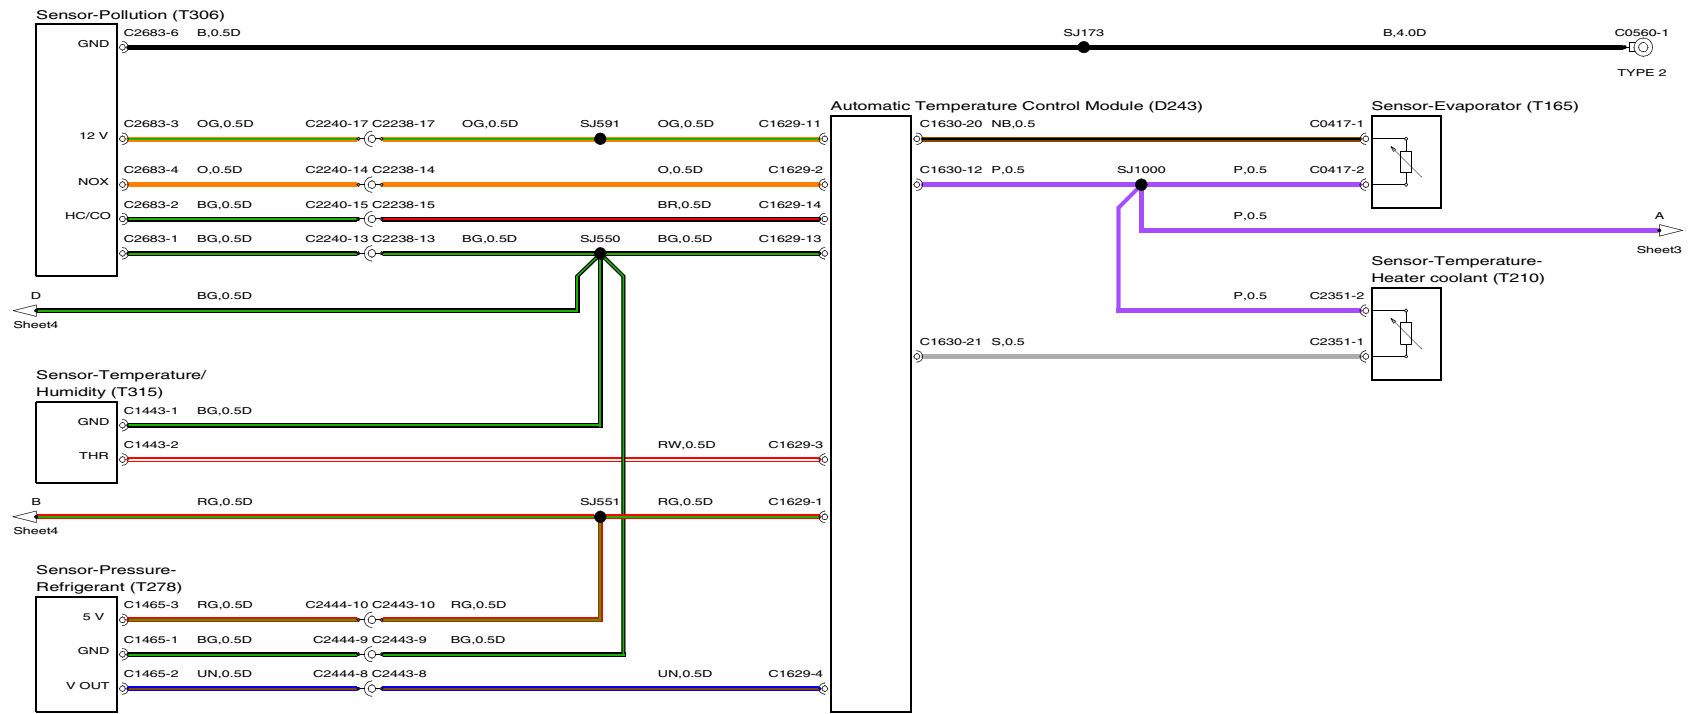 Sensor-Pollution (T306)
C2683-6 B,0.5D SJ173 B,4.0D C0560-1
GND
TYPE 2
Automatic Temperature Control Module (D243) Sensor-Evaporator (T165)
C2683-3 OG,0.5D C2240-17 C2238-17 OG,0.5D SJ591 OG,0.5D C1629-11 C1630-20 NB,0.5 C0417-1
12 V
C2683-4 O,0.5D C2240-14 C2238-14 O,0.5D C1629-2 C1630-12 P,0.5 SJ1000 P,0.5 C0417-2
NOX
C2683-2 BG,0.5D C2240-15 C2238-15 BR,0.5D C1629-14
HC/CO
P,0.5 A
C2683-1 BG,0.5D C2240-13 C2238-13 BG,0.5D SJ550 BG,0.5D C1629-13
Sheet3
Sensor-Temperature-
Heater coolant (T210)
D BG,0.5D P,0.5 C2351-2
Sheet4
C1630-21 S,0.5 C2351-1
Sensor-Temperature/
Humidity (T315)
C1443-1 BG,0.5D
GND
C1443-2 RW,0.5D C1629-3
THR
B RG,0.5D SJ551 RG,0.5D C1629-1
Sheet4
Sensor-Pressure-
Refrigerant (T278)
C1465-3 RG,0.5D C2444-10 C2443-10 RG,0.5D
5 V
C1465-1 BG,0.5D C2444-9 C2443-9 BG,0.5D
GND
C1465-2 UN,0.5D C2444-8 C2443-8 UN,0.5D C1629-4
V OUT